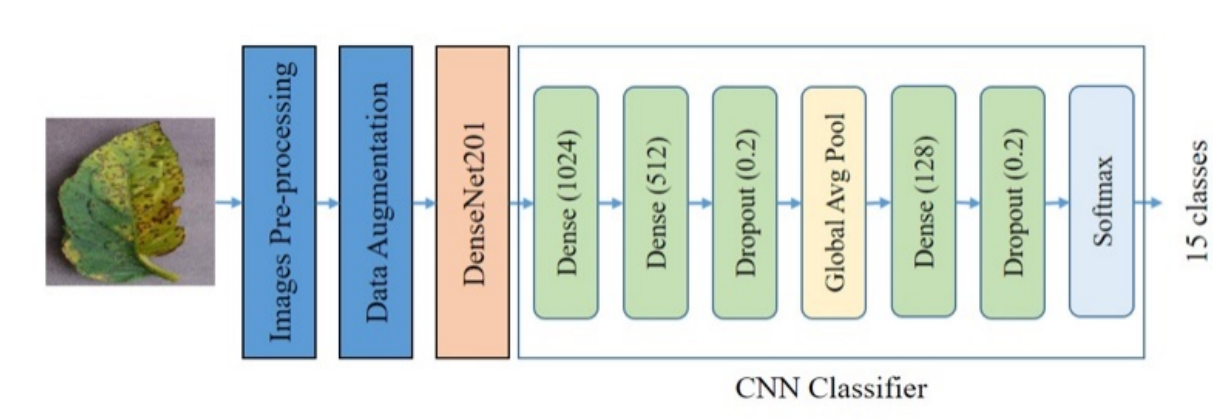 Images Pre-processing
Data Augmentation
DenseNet201
Dense (1024)
Dense (512)
Dropout (0.2)
Global Avg Pool
Dense (128)
Dropout (0.2)
Softmax
15 classes
CNN Classifier